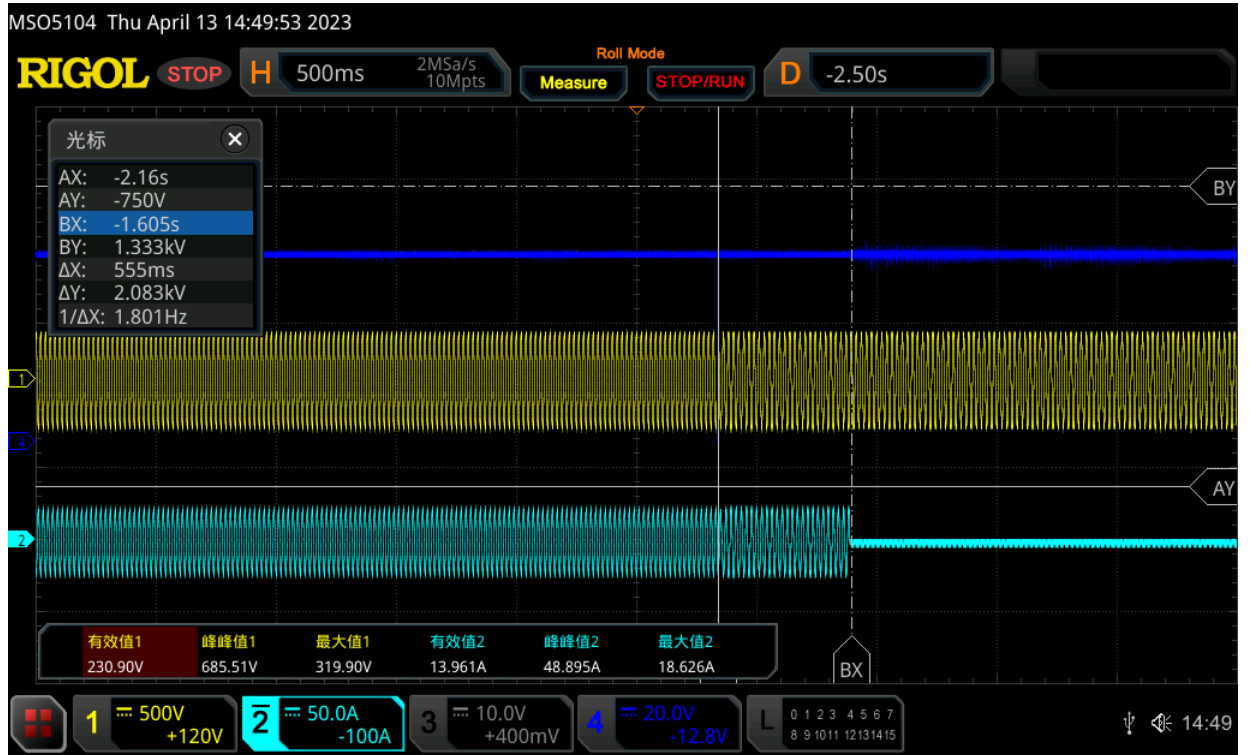 MSO5104 Thu April 13 14:49:53 2023
RIGOL STOP H 500ms 2MSa/s 10Mpts Roll Mode Measure STOP/RUN D -2.50s
光标
AX: -2.16s
AY: -750V
BX: -1.605s
BY: 1.333kV
ΔX: 555ms
ΔY: 2.083kV
1/ΔX: 1.801Hz
BY
1
4
AY
2
有效值1 峰峰值1 最大值1 有效值2 峰峰值2 最大值2
230.90V 685.51V 319.90V 13.961A 48.895A 18.626A
BX
1 500V +120V 2 50.0A -100A 3 10.0V +400mV 4 20.0V -12.8V L 0 1 2 3 4 5 6 7 8 9 10 11 12 13 14 15 14:49